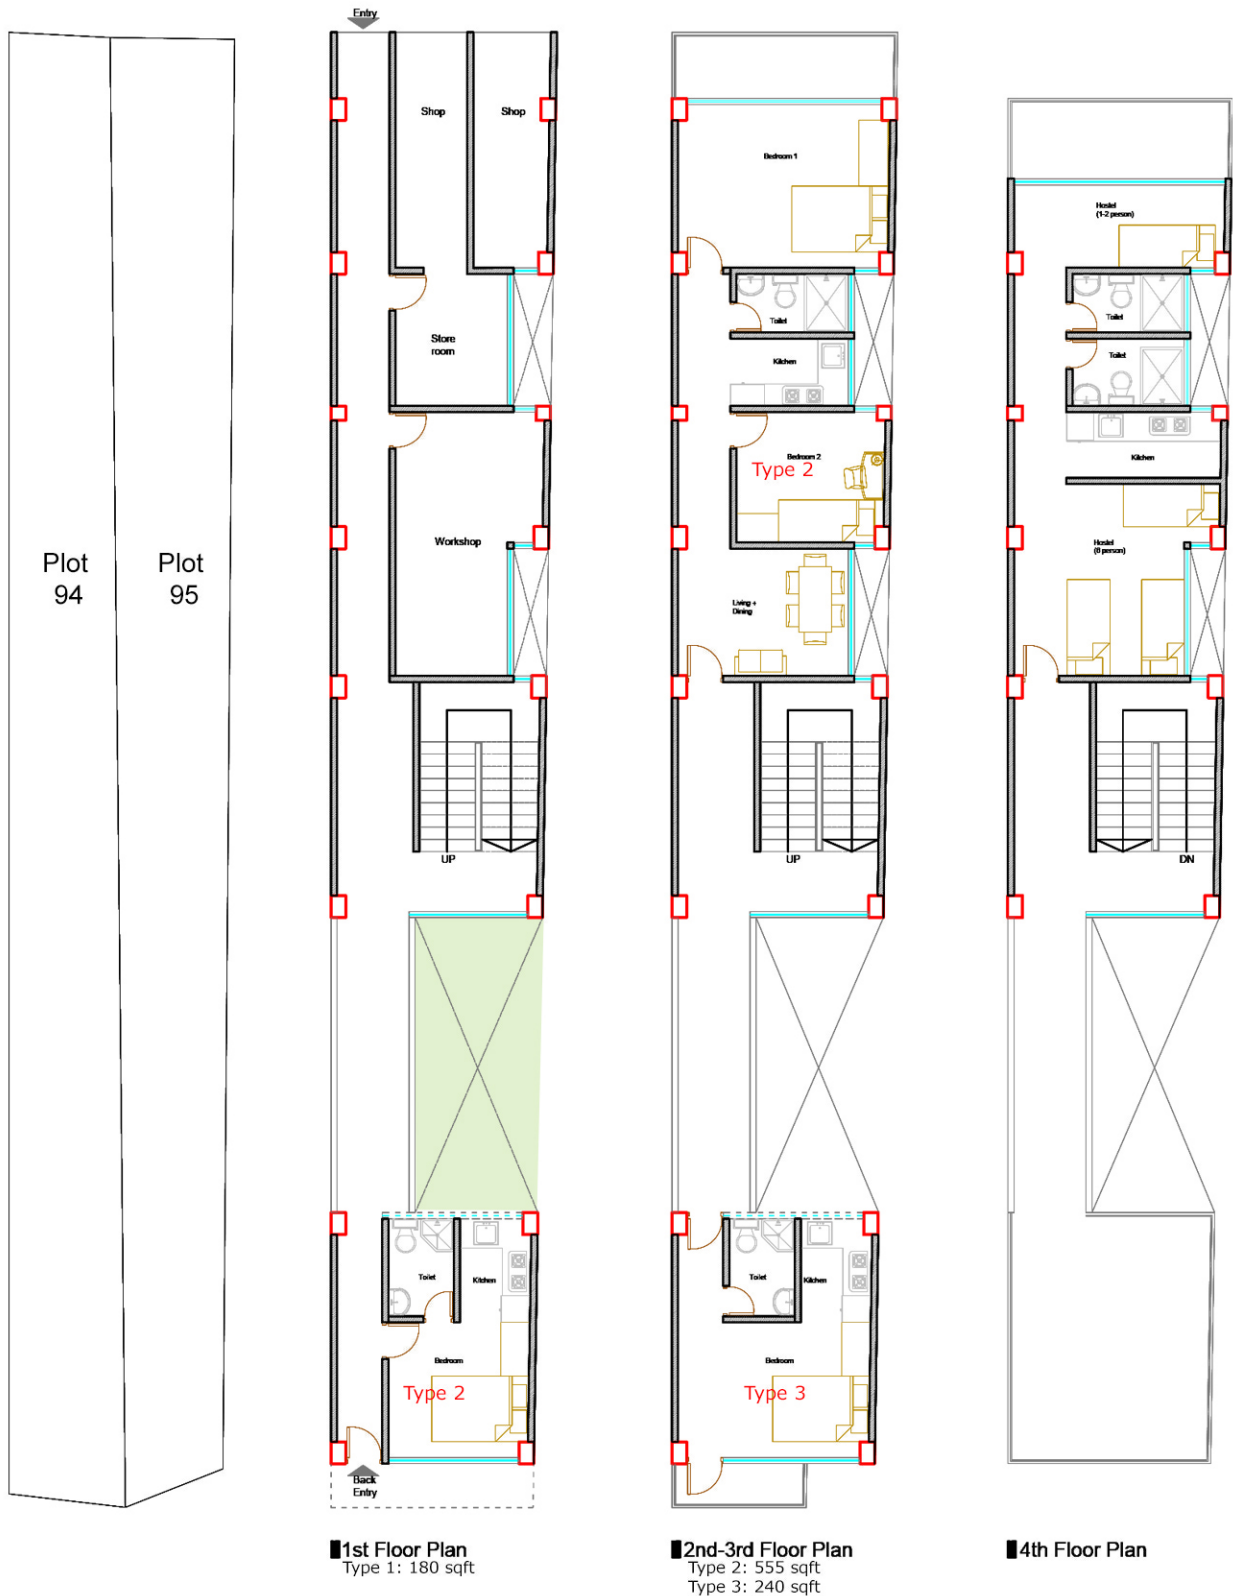 Plot
94
Plot
95
Entry
Shop
Shop
Store
room
Workshop
UP
Toilet
Kitchen
Bedroom
Type 2
Back
Entry
1st Floor Plan
Type 1: 180 sqft
Bedroom 1
Toilet
Kitchen
Bedroom 2
Type 2
Living +
Dining
UP
Toilet
Kitchen
Bedroom
Type 3
2nd-3rd Floor Plan
Type 2: 555 sqft
Type 3: 240 sqft
Hostel
(1-2 person)
Toilet
Toilet
Kitchen
Hostel
(6 person)
DN
4th Floor Plan